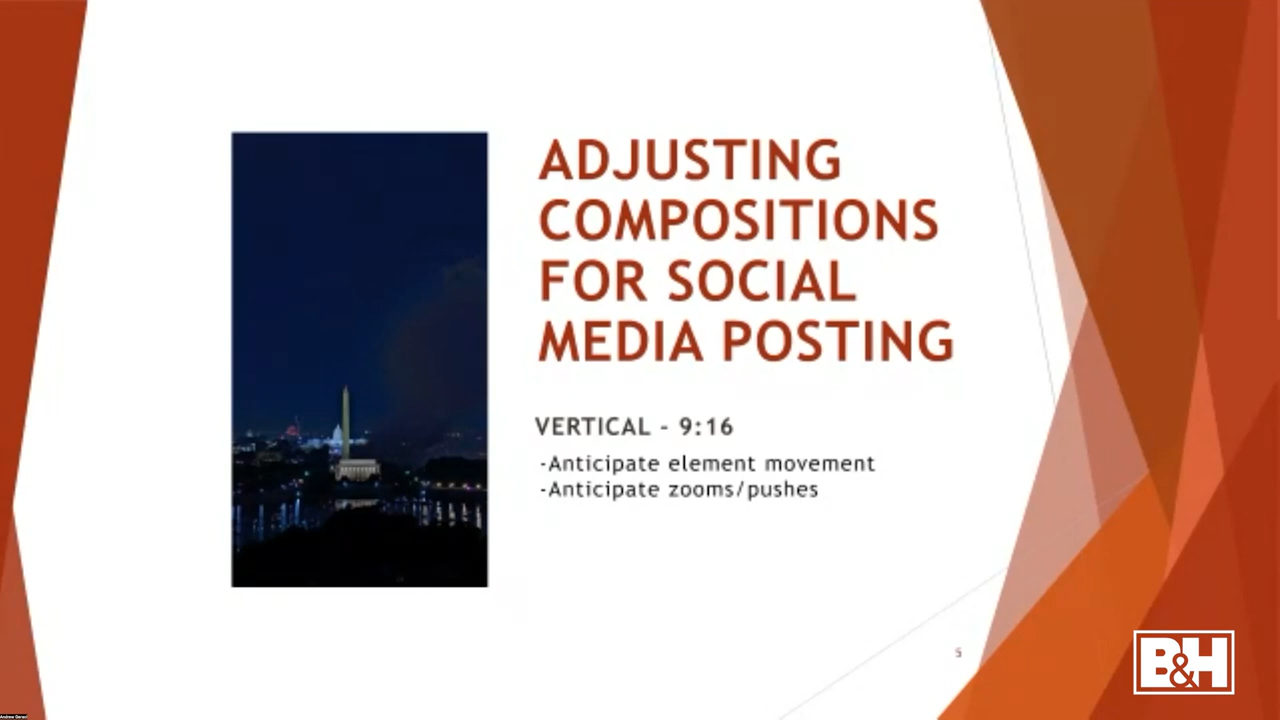 ADJUSTING
COMPOSITIONS
FOR SOCIAL
MEDIA POSTING
VERTICAL - 9:16
-Anticipate element movement
-Anticipate zooms/pushes
5
B&H